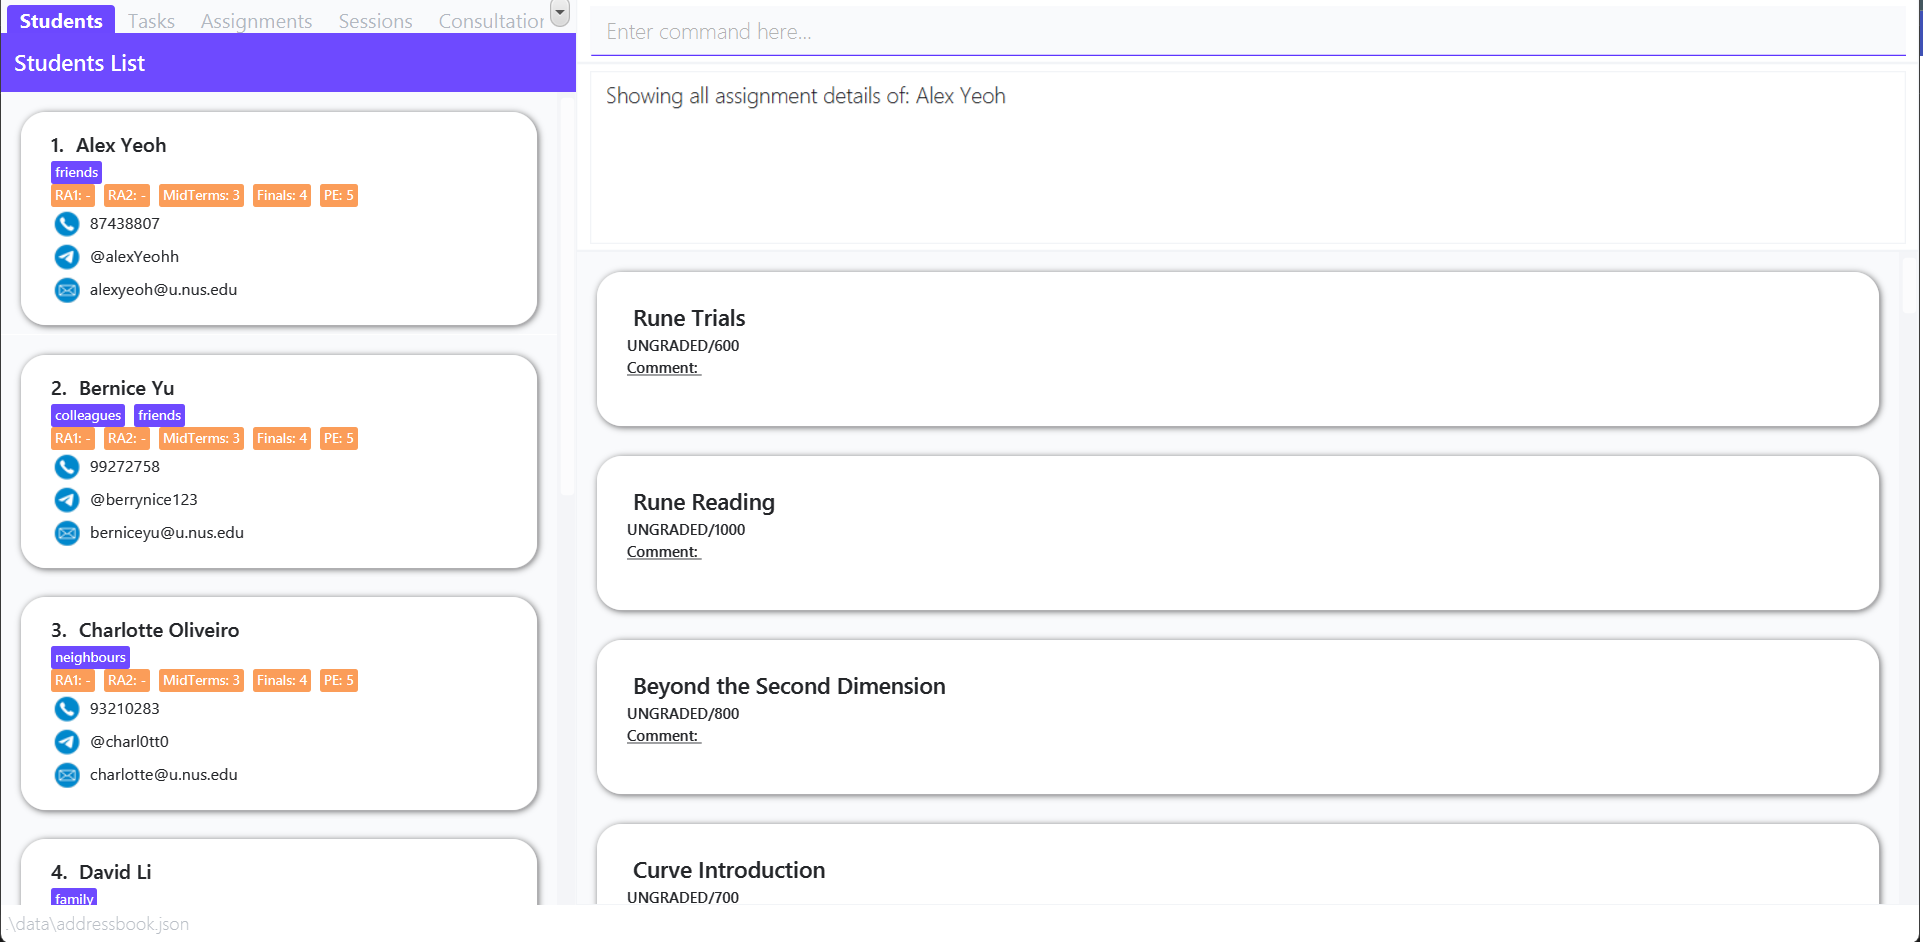 Students Tasks Assignments Sessions Consultation
Students List
1. Alex Yeoh
friends
RA1: - RA2: - MidTerms: 3 Finals: 4 PE: 5
87438807
@alexYeohh
alexyeoh@u.nus.edu
2. Bernice Yu
colleagues friends
RA1: - RA2: - MidTerms: 3 Finals: 4 PE: 5
99272758
@berrynice123
berniceyu@u.nus.edu
3. Charlotte Oliveiro
neighbours
RA1: - RA2: - MidTerms: 3 Finals: 4 PE: 5
93210283
@charl0tt0
charlotte@u.nus.edu
4. David Li
family
Enter command here...
Showing all assignment details of: Alex Yeoh
Rune Trials
UNGRADED/600
Comment:
Rune Reading
UNGRADED/1000
Comment:
Beyond the Second Dimension
UNGRADED/800
Comment:
Curve Introduction
UNGRADED/700
.\data\addressbook.json